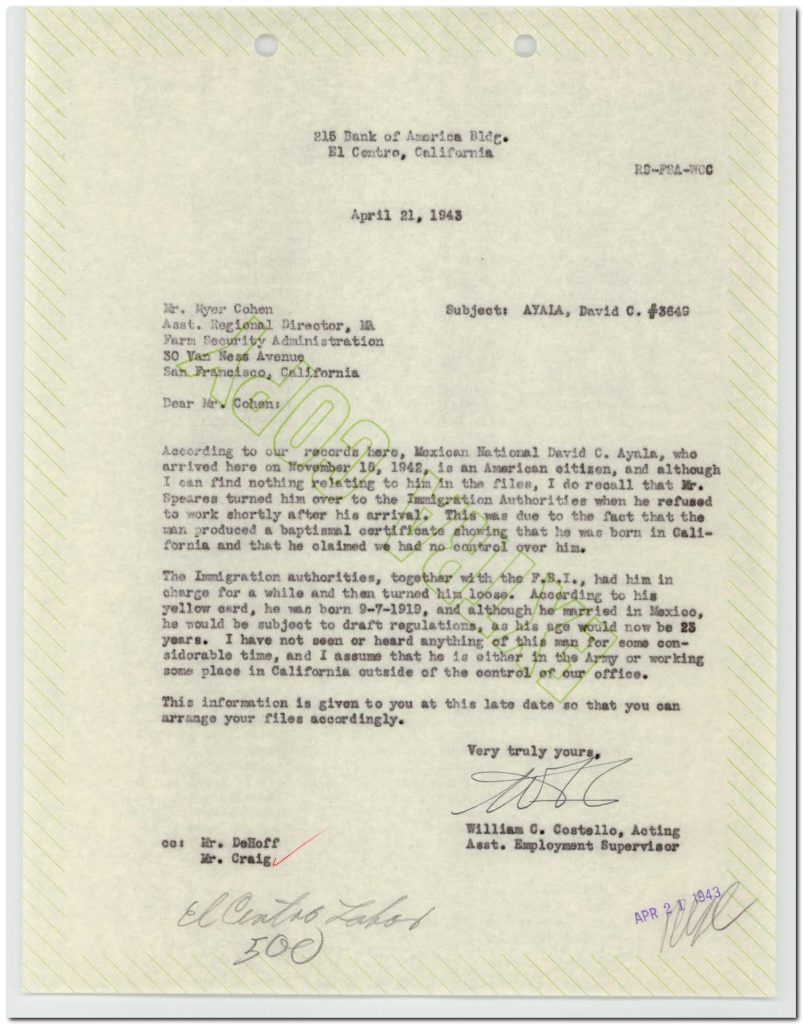 215 Bank of America Bldg.
El Centro, California
RS-FSA-WCC
April 21, 1943
Mr. Myer Cohen
Asst. Regional Director, MA
Farm Security Administration
30 Van Ness Avenue
San Francisco, California
Subject: AYALA, David C. #3649
Dear Mr. Cohen:
According to our records here, Mexican National David C. Ayala, who
arrived here on November 18, 1942, is an American citizen, and although
I can find nothing relating to him in the files, I do recall that Mr.
Speares turned him over to the Immigration Authorities when he refused
to work shortly after his arrival. This was due to the fact that the
man produced a baptismal certificate showing that he was born in Cali-
fornia and that he claimed we had no control over him.
The Immigration authorities, together with the F.B.I., had him in
charge for a while and then turned him loose. According to his
yellow card, he was born 9-7-1919, and although he married in Mexico,
he would be subject to draft regulations, as his age would now be 23
years. I have not seen or heard anything of this man for some con-
siderable time, and I assume that he is either in the Army or working
some place in California outside of the control of our office.
This information is given to you at this late date so that you can
arrange your files accordingly.
Very truly yours,
William C. Costello, Acting
Asst. Employment Supervisor
cc: Mr. DeHoff
Mr. Craig
El Centro Labor
500
APR 21 1943
COPY